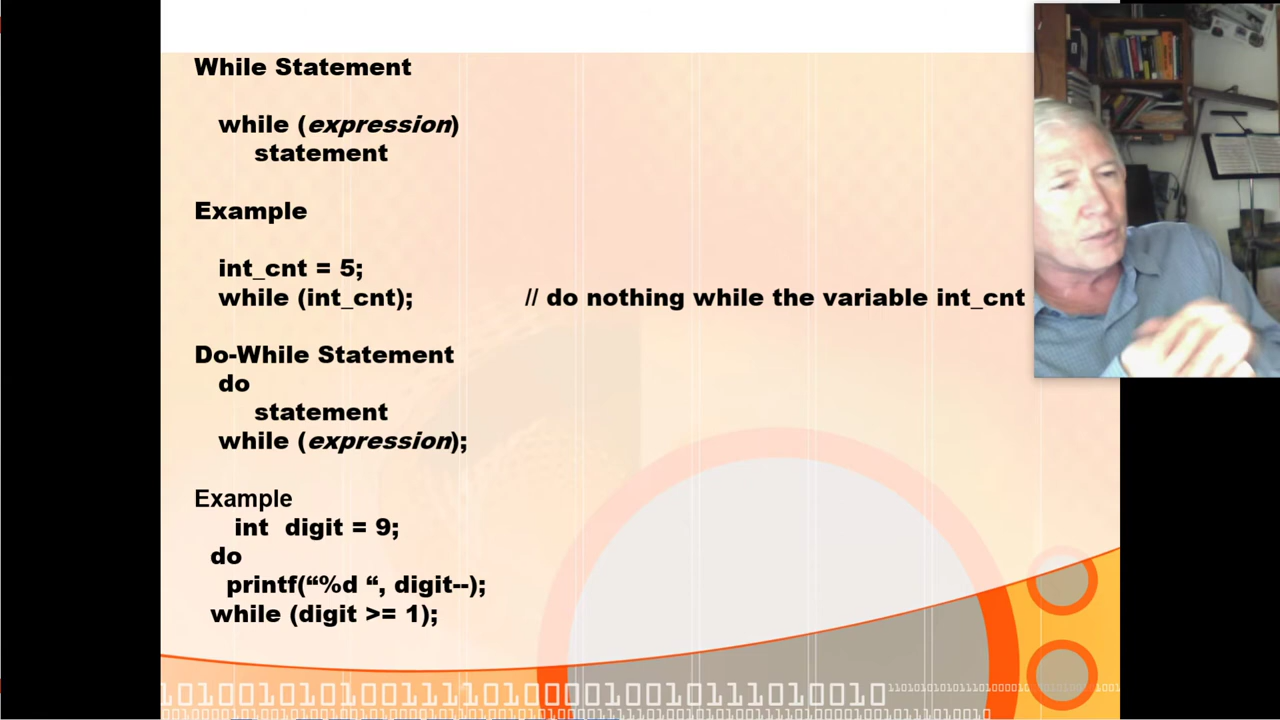 While Statement
while (expression)
statement
Example
int_cnt = 5;
while (int_cnt); // do nothing while the variable int_cnt
Do-While Statement
do
statement
while (expression);
Example
int digit = 9;
do
printf(“%d “, digit--);
while (digit >= 1);